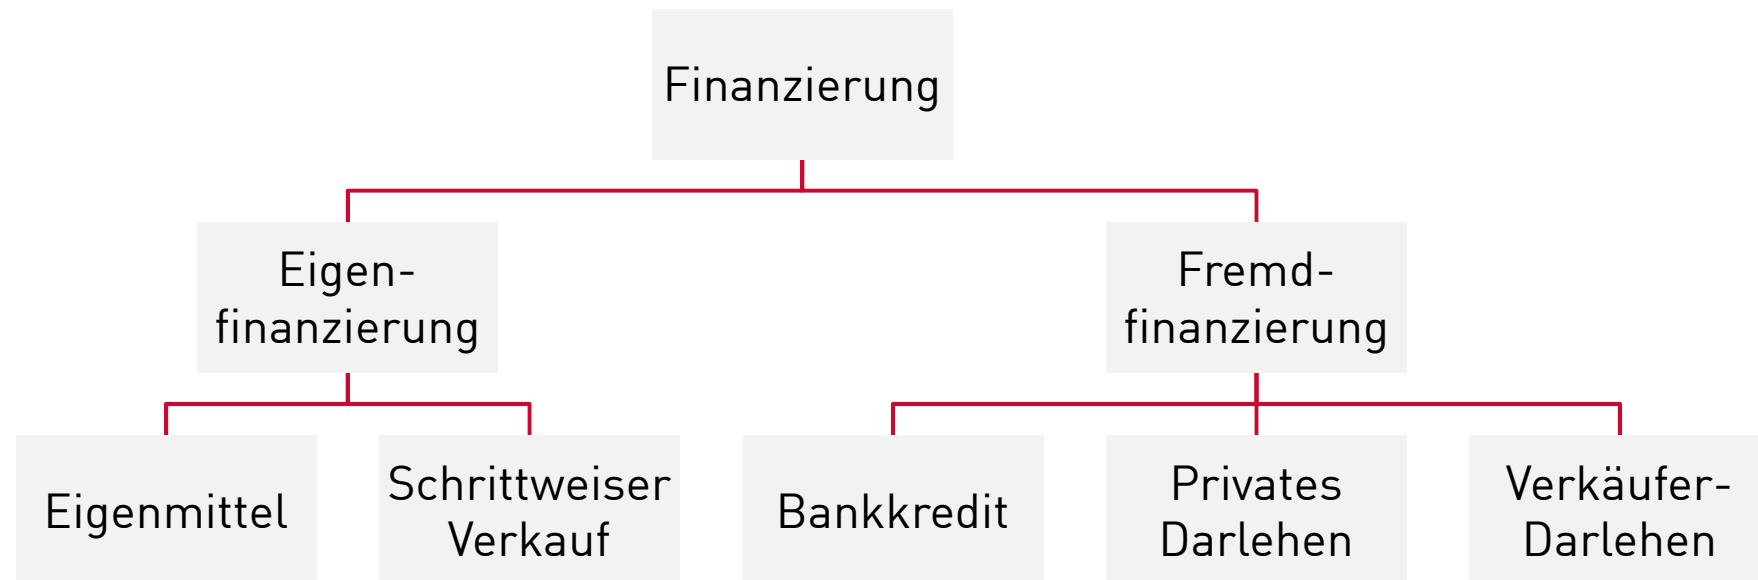 Finanzierung
Eigen-
finanzierung
Fremd-
finanzierung
Eigenmittel
Schrittweiser
Verkauf
Bankkredit
Privates
Darlehen
Verkäufer-
Darlehen